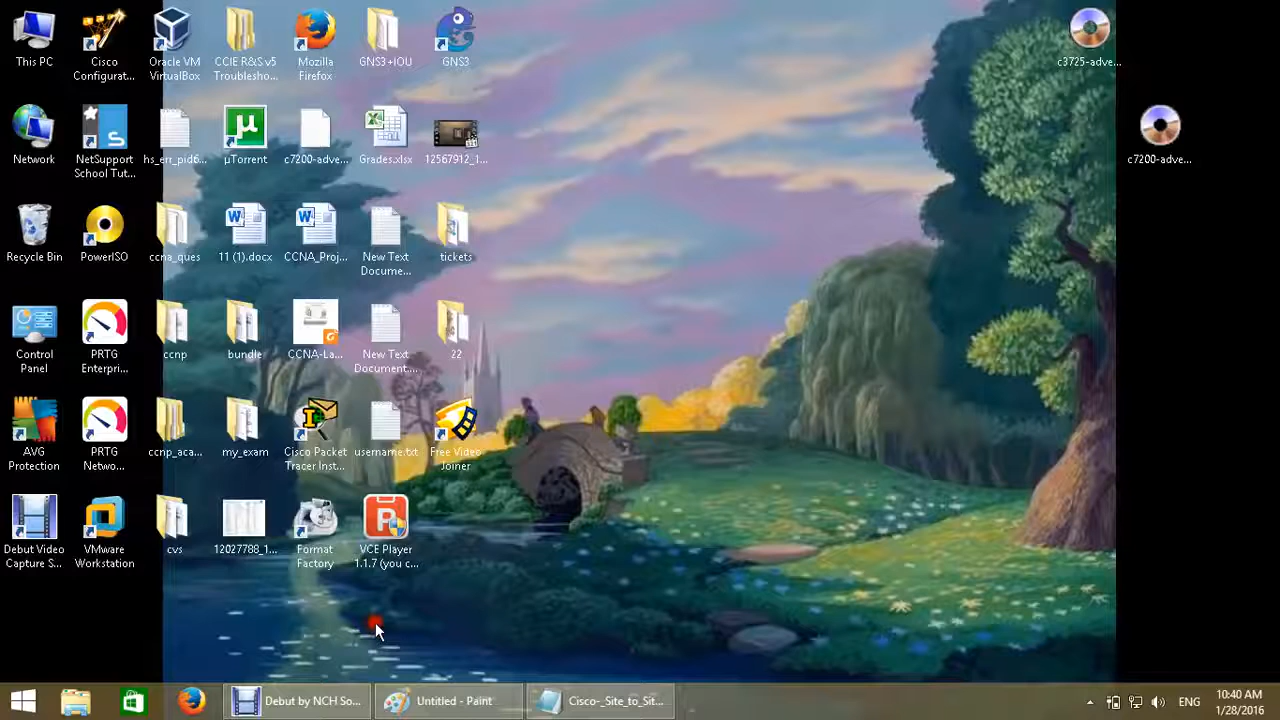 This PC
Cisco
Configurat...
Oracle VM
VirtualBox
CCIE R&S v5
Troublesho...
Mozilla
Firefox
GNS3+IOU
GNS3
c3725-adve...
Network
NetSupport
School Tut...
hs_err_pid6...
µTorrent
c7200-adve...
Grades.xlsx
12567912_1...
c7200-adve...
Recycle Bin
PowerISO
ccna_ques
11 (1).docx
CCNA_Proj...
New Text
Docume...
tickets
Control
Panel
PRTG
Enterpri...
ccnp
bundle
CCNA-La...
New Text
Document....
22
AVG
Protection
PRTG
Netwo...
ccnp_aca...
my_exam
Cisco Packet
Tracer Inst...
username.txt
Free Video
Joiner
Debut Video
Capture S...
VMware
Workstation
cvs
12027788_1...
Format
Factory
VCE Player
1.1.7 (you c...
Debut by NCH So...
Untitled - Paint
Cisco-_Site_to_Sit...
ENG
10:40 AM
1/28/2016